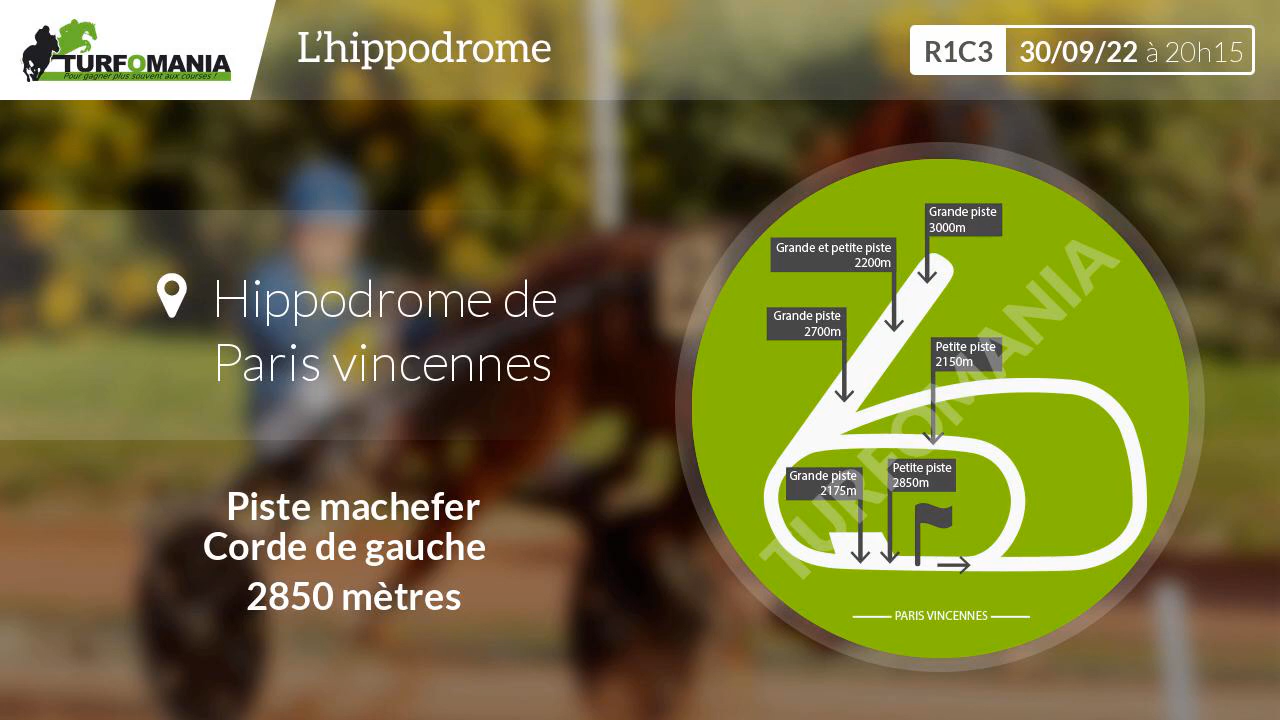 TURFOMANIA
Pour gagner plus souvent aux courses !
L'hippodrome
R1C3 30/09/22 à 20h15
Hippodrome de
Paris vincennes
Piste machefer
Corde de gauche
2850 mètres
Grande piste
3000m
Grande et petite piste
2200m
Grande piste
2700m
Petite piste
2150m
Grande piste
2175m
Petite piste
2850m
TURFOMANIA
PARIS VINCENNES